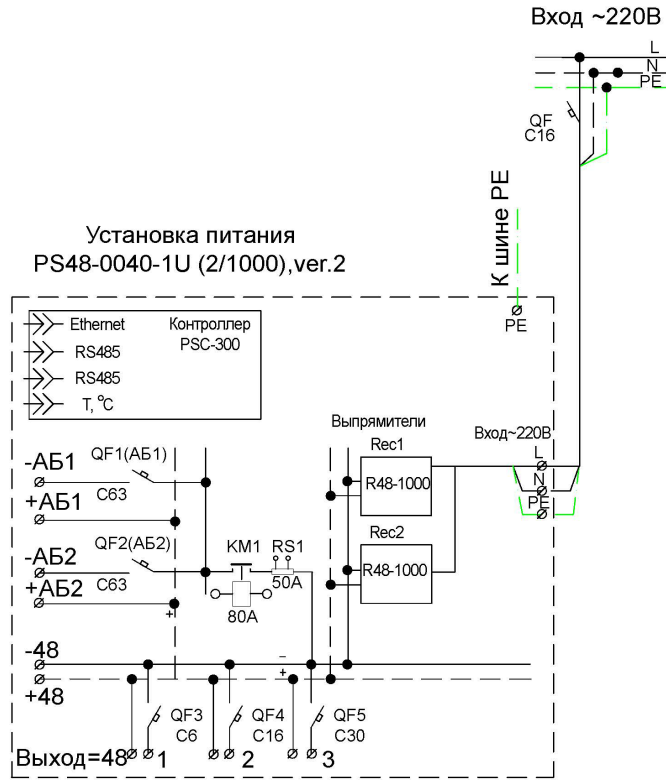 Вход ~220В
L
N
PE
QF
C16
К шине PE
Установка питания
PS48-0040-1U (2/1000),ver.2
PE
Ethernet
Контроллер
PSC-300
RS485
RS485
T, °C
Выпрямители
Вход~220В
QF1(АБ1)
Rec1
L
-АБ1
R48-1000
N
C63
PE
+АБ1
QF2(АБ2)
Rec2
KM1
RS1
-АБ2
R48-1000
C63
50A
+АБ2
80A
+
-48
–
+
+48
QF3
C6
QF4
C16
QF5
C30
Выход=48
1
2
3